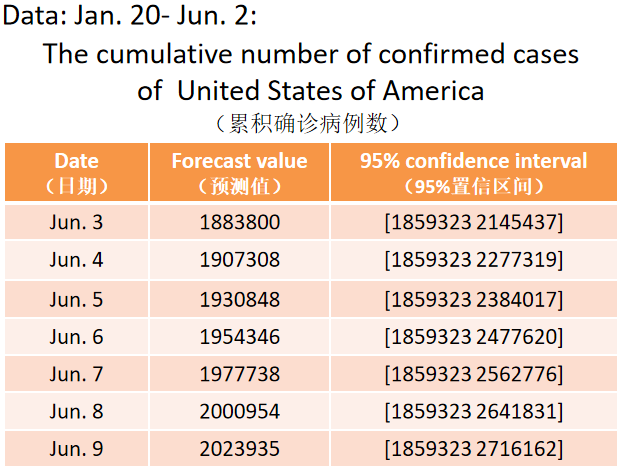 Data: Jan. 20- Jun. 2:
The cumulative number of confirmed cases
of United States of America
（累积确诊病例数）
Date Forecast value 95% confidence interval
（日期） （预测值） （95%置信区间）
Jun. 3 1883800 [1859323 2145437]
Jun. 4 1907308 [1859323 2277319]
Jun. 5 1930848 [1859323 2384017]
Jun. 6 1954346 [1859323 2477620]
Jun. 7 1977738 [1859323 2562776]
Jun. 8 2000954 [1859323 2641831]
Jun. 9 2023935 [1859323 2716162]